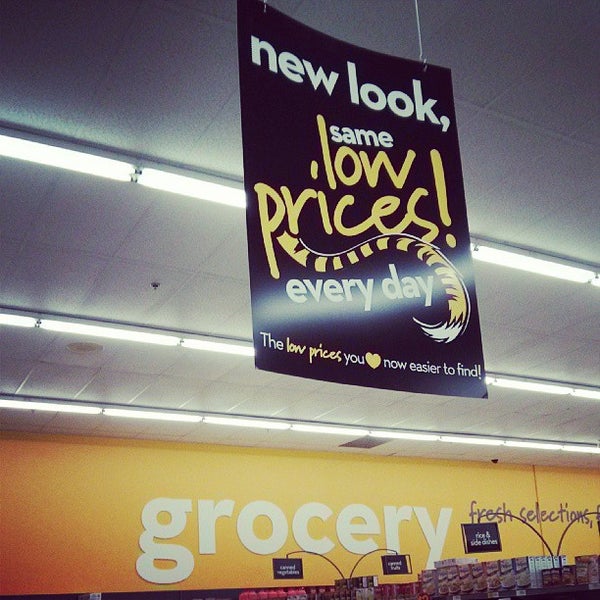 new look,
same
low
prices!
every day
The low prices you now easier to find!
grocery
fresh selections,
rice &
side dishes
canned
vegetables
canned
fruits